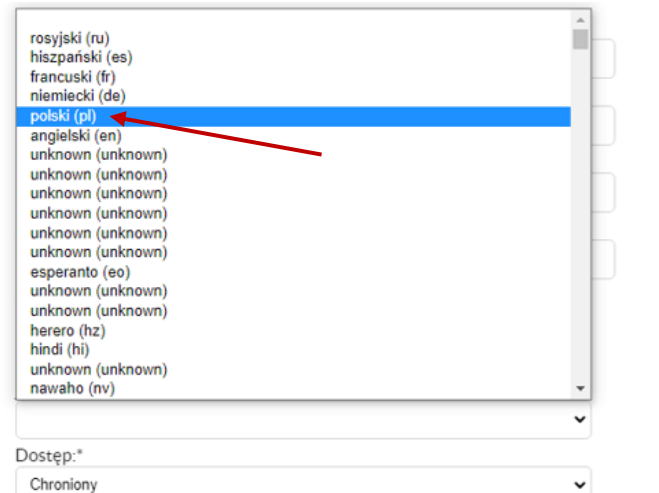 rosyjski (ru)
hiszpański (es)
francuski (fr)
niemiecki (de)
polski (pl)
angielski (en)
unknown (unknown)
unknown (unknown)
unknown (unknown)
unknown (unknown)
unknown (unknown)
unknown (unknown)
esperanto (eo)
unknown (unknown)
unknown (unknown)
herero (hz)
hindi (hi)
unknown (unknown)
nawaho (nv)
Dostęp:*
Chroniony